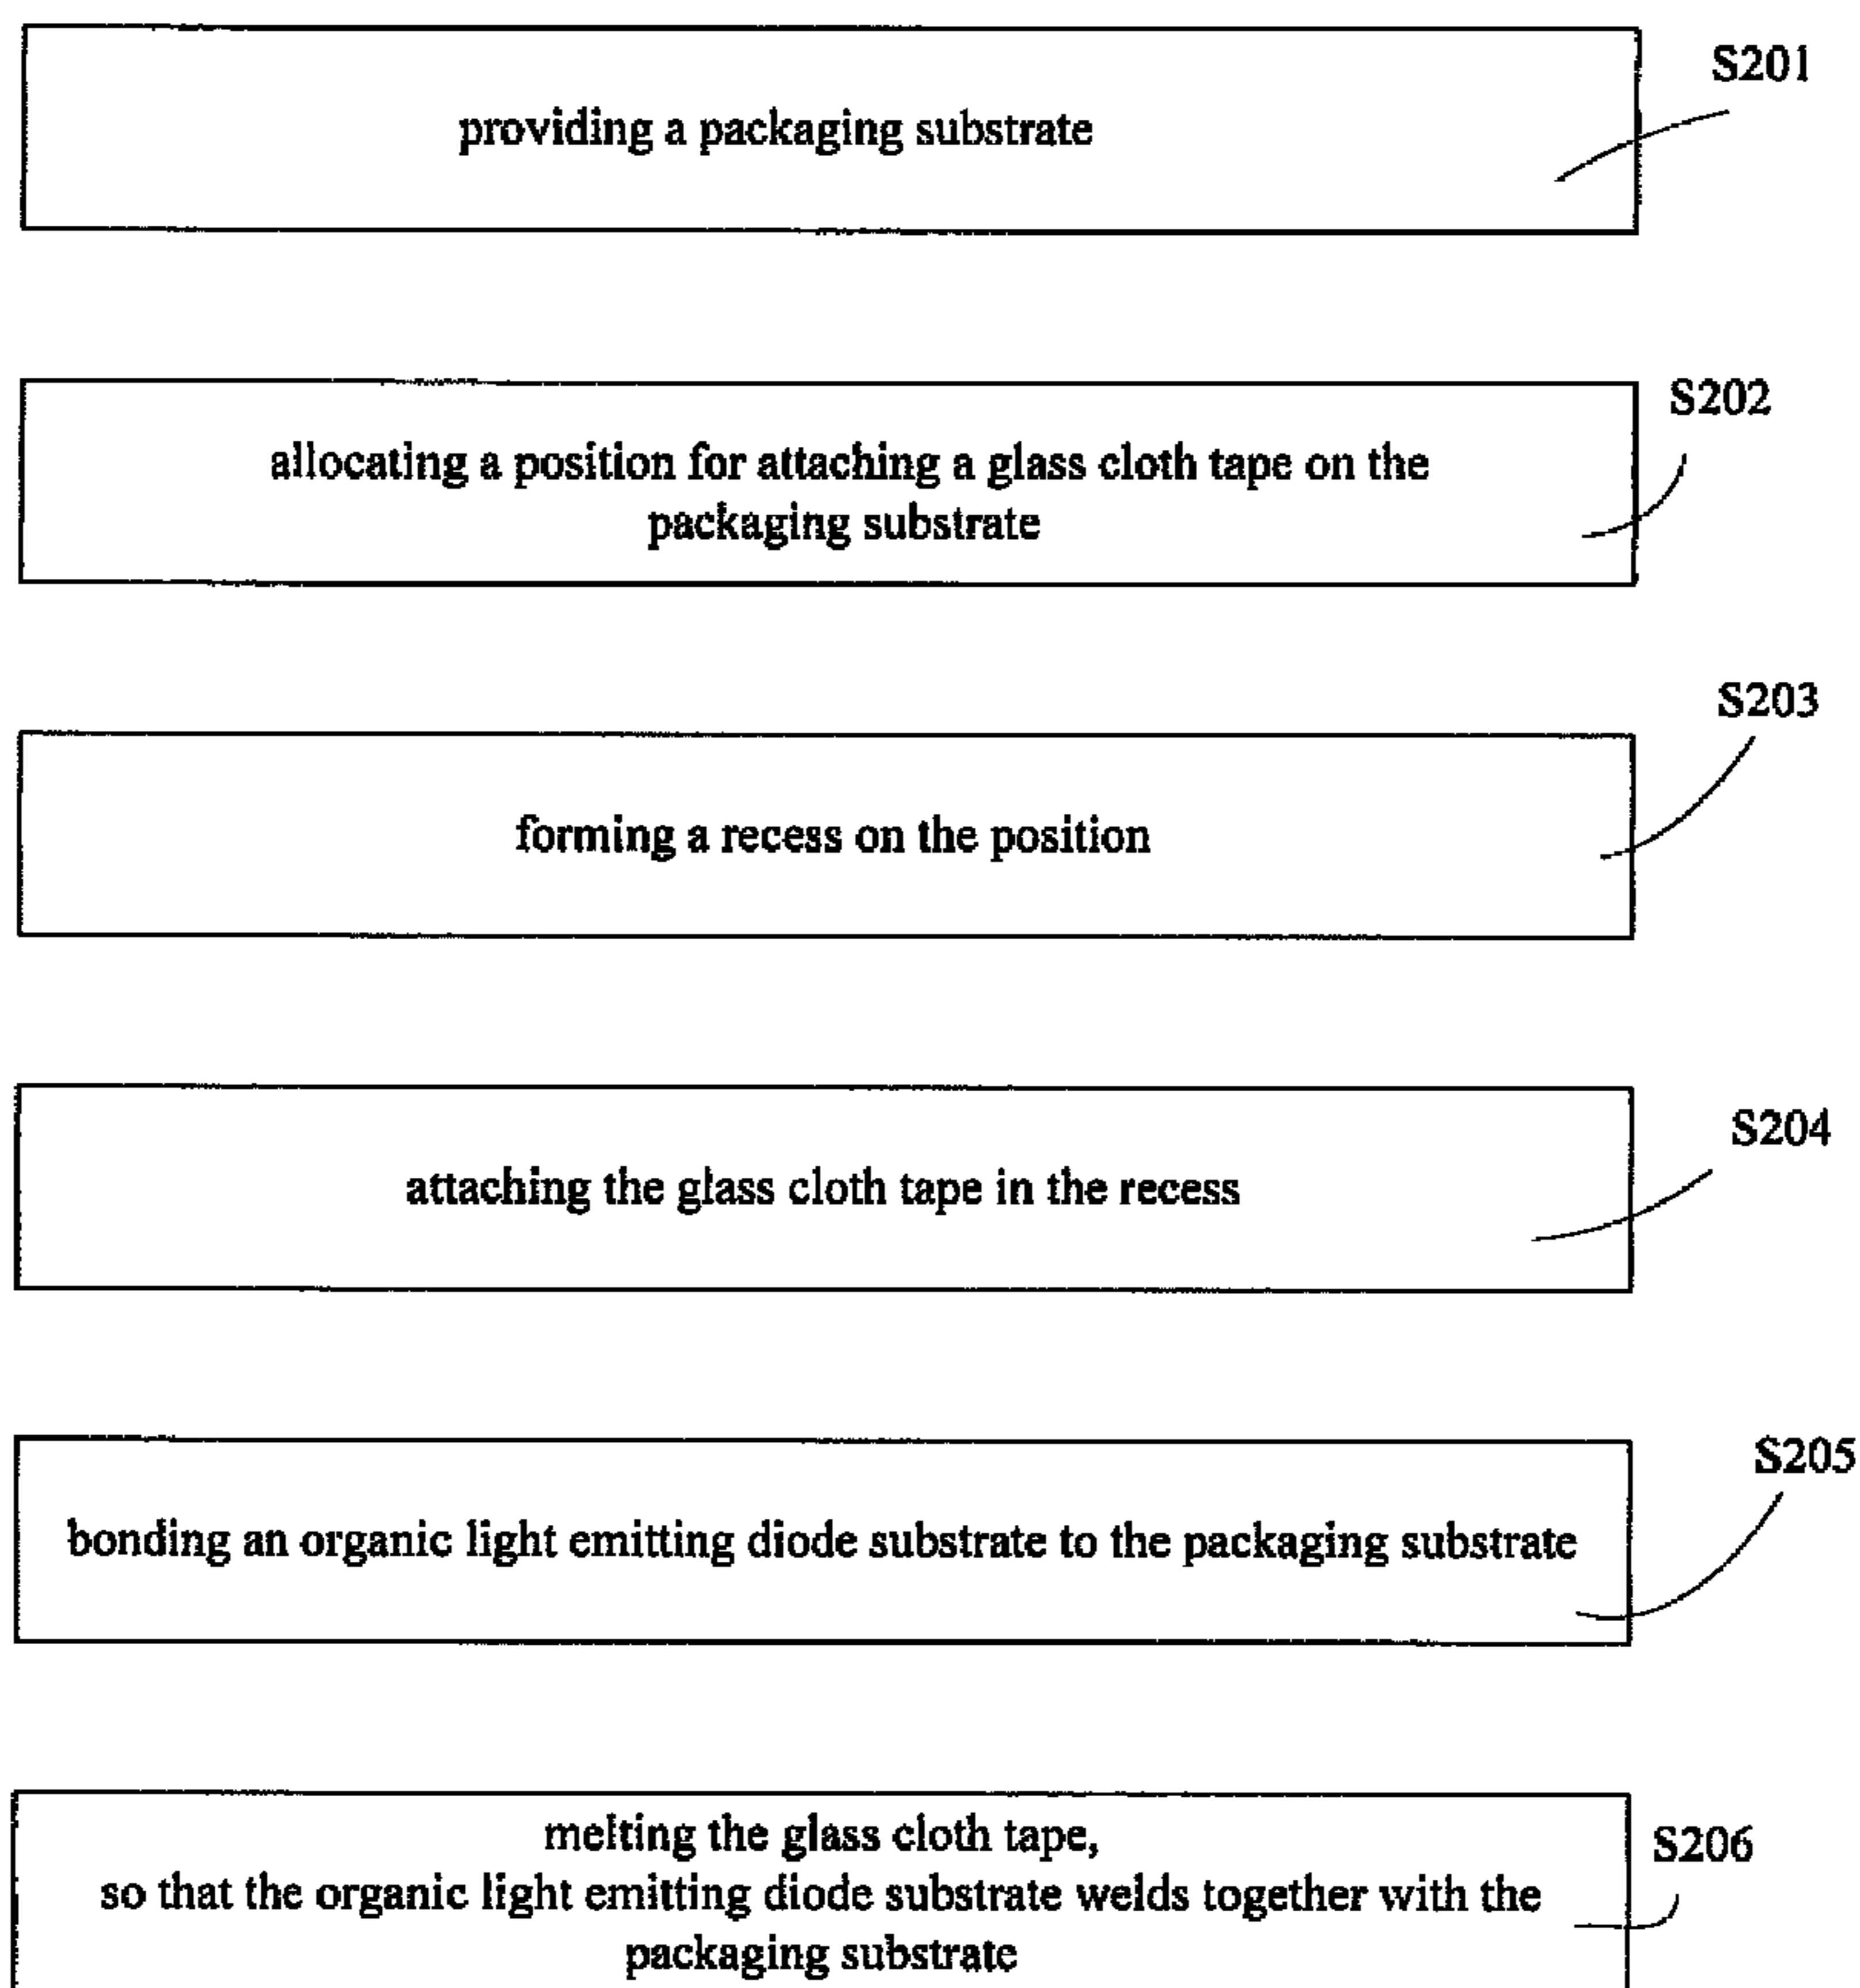 S201
providing a packaging substrate
S202
allocating a position for attaching a glass cloth tape on the
packaging substrate
S203
forming a recess on the position
S204
attaching the glass cloth tape in the recess
S205
bonding an organic light emitting diode substrate to the packaging substrate
S206
melting the glass cloth tape,
so that the organic light emitting diode substrate welds together with the
packaging substrate